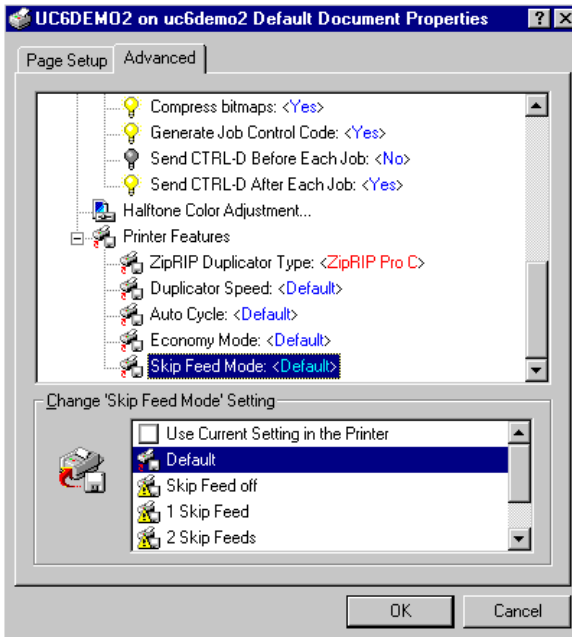 UC6DEMO2 on uc6demo2 Default Document Properties
Page Setup Advanced
Compress bitmaps: <Yes>
Generate Job Control Code: <Yes>
Send CTRL-D Before Each Job: <No>
Send CTRL-D After Each Job: <Yes>
Halftone Color Adjustment...
Printer Features
ZipRIP Duplicator Type: <ZipRIP Pro C>
Duplicator Speed: <Default>
Auto Cycle: <Default>
Economy Mode: <Default>
Skip Feed Mode: <Default>
Change 'Skip Feed Mode' Setting
Use Current Setting in the Printer
Default
Skip Feed off
1 Skip Feed
2 Skip Feeds
OK Cancel